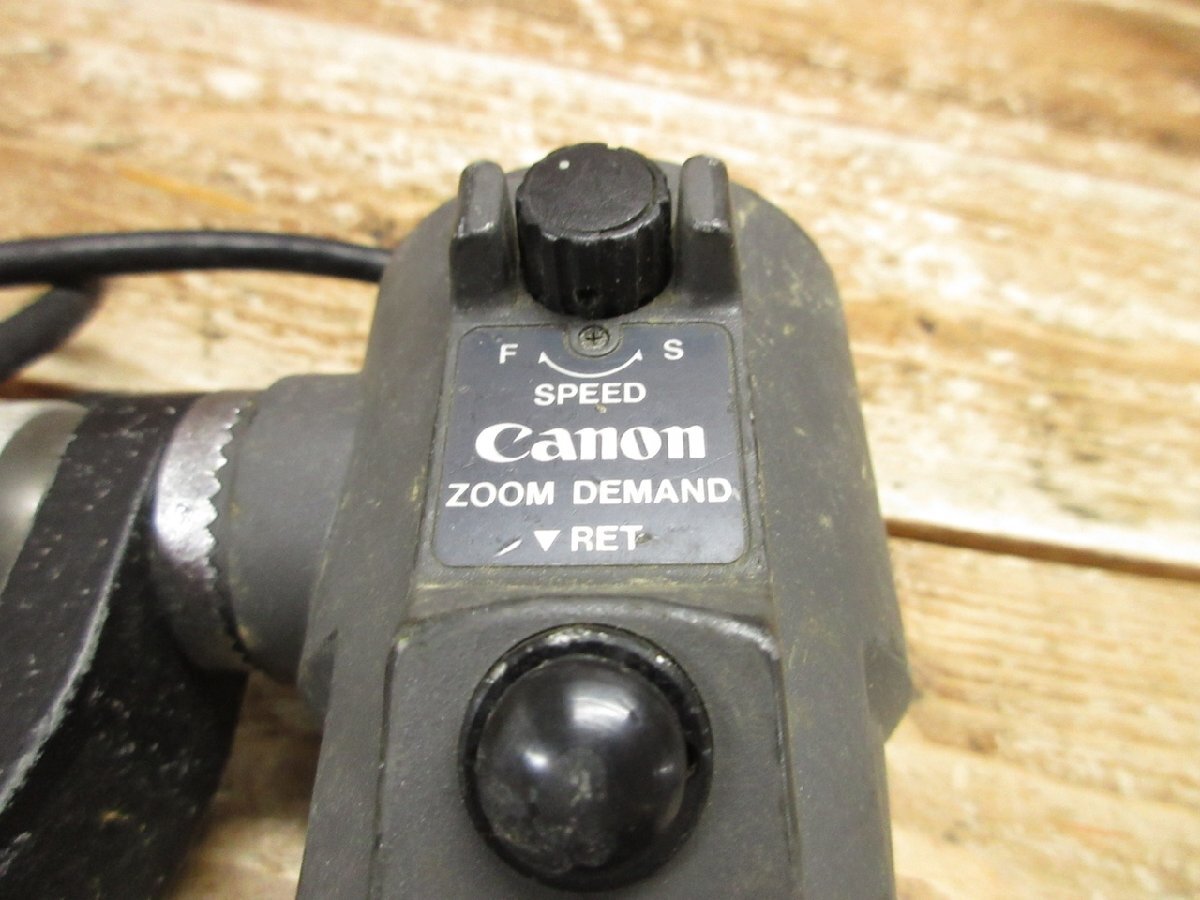 F S
SPEED
Canon
ZOOM DEMAND
▼ RET